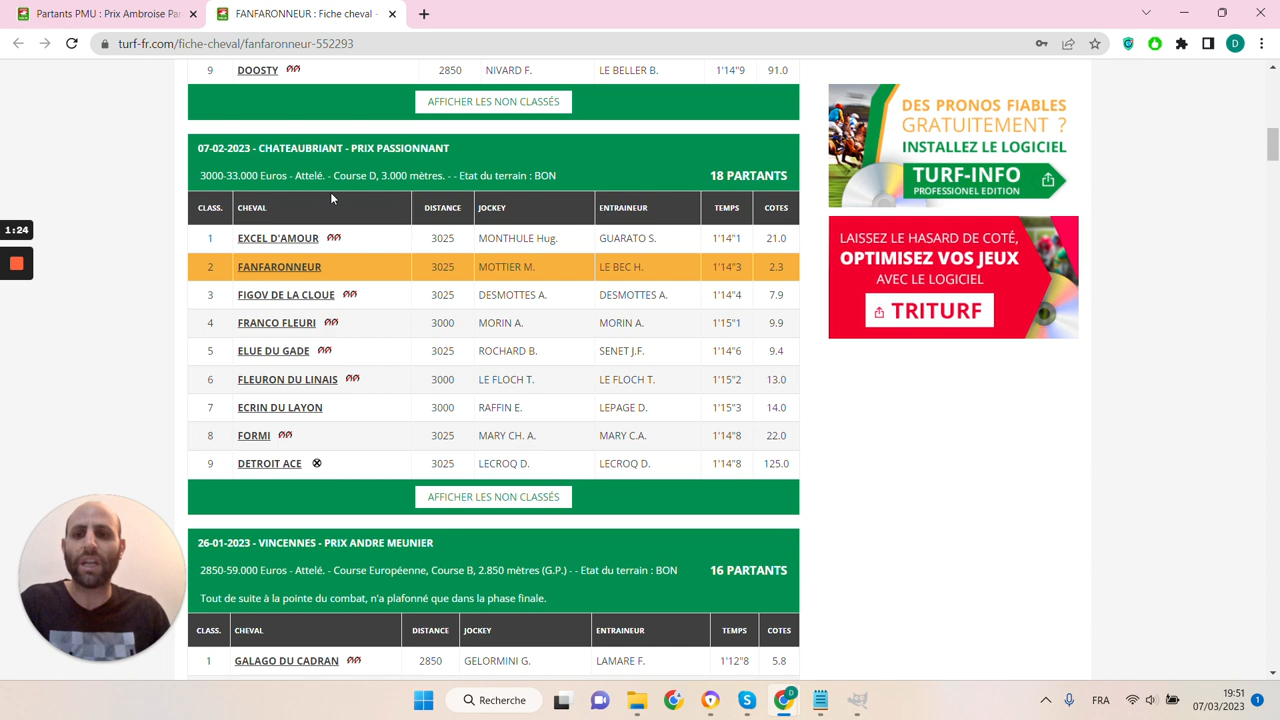 Partants PMU : Prix Ambroise Par
FANFARONNEUR : Fiche cheval -
turf-fr.com/fiche-cheval/fanfaronneur-552293
D
9 DOOSTY 2850 NIVARD F. LE BELLER B. 1'14"9 91.0
AFFICHER LES NON CLASSÉS
07-02-2023 - CHATEAUBRIANT - PRIX PASSIONNANT
3000-33.000 Euros - Attelé. - Course D, 3.000 mètres. - - Etat du terrain : BON
18 PARTANTS
CLASS. CHEVAL DISTANCE JOCKEY ENTRAINEUR TEMPS COTES
1 EXCEL D'AMOUR 3025 MONTHULE Hug. GUARATO S. 1'14"1 21.0
2 FANFARONNEUR 3025 MOTTIER M. LE BEC H. 1'14"3 2.3
3 FIGOV DE LA CLOUE 3025 DESMOTTES A. DESMOTTES A. 1'14"4 7.9
4 FRANCO FLEURI 3000 MORIN A. MORIN A. 1'15"1 9.9
5 ELUE DU GADE 3025 ROCHARD B. SENET J.F. 1'14"6 9.4
6 FLEURON DU LINAIS 3000 LE FLOCH T. LE FLOCH T. 1'15"2 13.0
7 ECRIN DU LAYON 3000 RAFFIN E. LEPAGE D. 1'15"3 14.0
8 FORMI 3025 MARY CH. A. MARY C.A. 1'14"8 22.0
9 DETROIT ACE 3025 LECROQ D. LECROQ D. 1'14"8 125.0
AFFICHER LES NON CLASSÉS
26-01-2023 - VINCENNES - PRIX ANDRE MEUNIER
2850-59.000 Euros - Attelé. - Course Européenne, Course B, 2.850 mètres (G.P.) - - Etat du terrain : BON
16 PARTANTS
Tout de suite à la pointe du combat, n'a plafonné que dans la phase finale.
CLASS. CHEVAL DISTANCE JOCKEY ENTRAINEUR TEMPS COTES
1 GALAGO DU CADRAN 2850 GELORMINI G. LAMARE F. 1'12"8 5.8
DES PRONOS FIABLES
GRATUITEMENT ?
INSTALLEZ LE LOGICIEL
TURF-INFO
PROFESSIONEL EDITION
LAISSEZ LE HASARD DE COTÉ,
OPTIMISEZ VOS JEUX
AVEC LE LOGICIEL
TRITURF
1:24
Recherche
D
FRA
19:51
07/03/2023
1